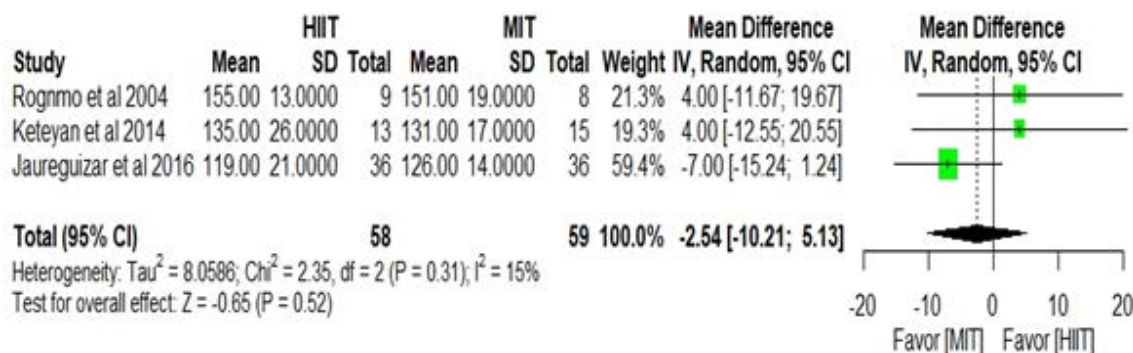 HIIT MIT Mean Difference Mean Difference
Study Mean SD Total Mean SD Total Weight IV, Random, 95% CI IV, Random, 95% CI
Rognmo et al 2004 155.00 13.0000 9 151.00 19.0000 8 21.3% 4.00 [-11.67; 19.67]
Keteyan et al 2014 135.00 26.0000 13 131.00 17.0000 15 19.3% 4.00 [-12.55; 20.55]
Jaureguizar et al 2016 119.00 21.0000 36 126.00 14.0000 36 59.4% -7.00 [-15.24; 1.24]
Total (95% CI) 58 59 100.0% -2.54 [-10.21; 5.13]
Heterogeneity: Tau² = 8.0586; Chi² = 2.35, df = 2 (P = 0.31); I² = 15%
Test for overall effect: Z = -0.65 (P = 0.52)
-20 -10 0 10 20
Favor [MIT] Favor [HIIT]